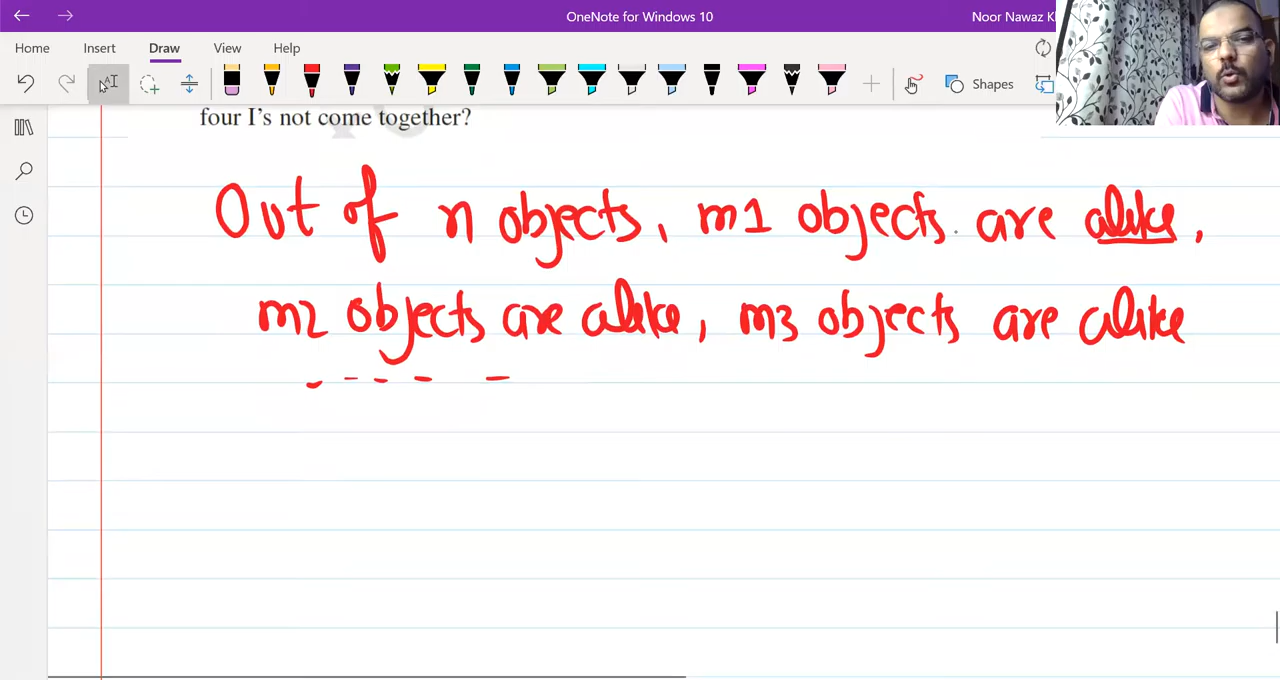 OneNote for Windows 10
Noor Nawaz
Home Insert Draw View Help
Shapes
four I's not come together?
Out of n objects, m1 objects are alike,
m2 objects are alike, m3 objects are alike
- - - - -